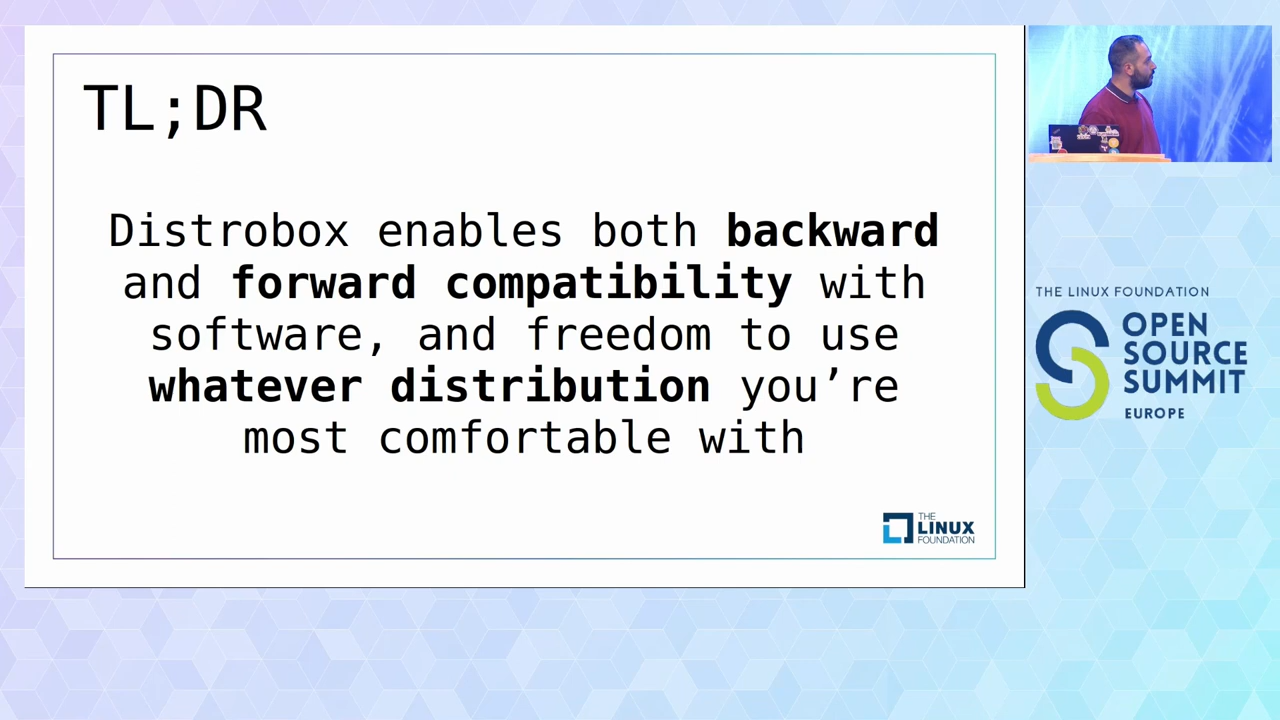 TL;DR
Distrobox enables both backward
and forward compatibility with
software, and freedom to use
whatever distribution you’re
most comfortable with
THE
LINUX
FOUNDATION
THE LINUX FOUNDATION
OPEN
SOURCE
SUMMIT
EUROPE